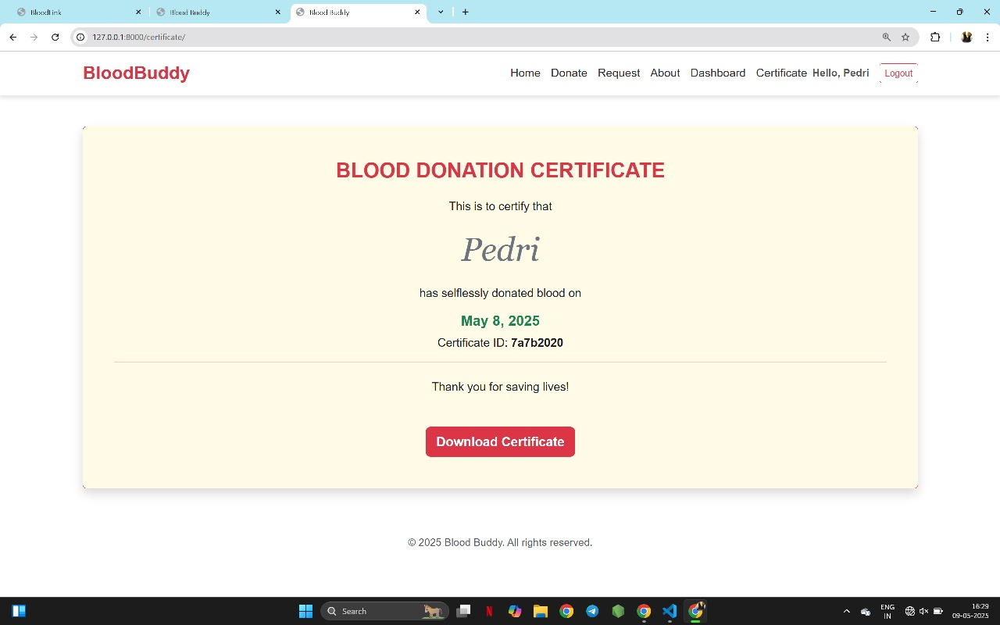 BloodLink
Blood Buddy
Blood Buddy
127.0.0.1:8000/certificate/
BloodBuddy
Home Donate Request About Dashboard Certificate Hello, Pedri Logout
BLOOD DONATION CERTIFICATE
This is to certify that
Pedri
has selflessly donated blood on
May 8, 2025
Certificate ID: 7a7b2020
Thank you for saving lives!
Download Certificate
© 2025 Blood Buddy. All rights reserved.
Search
ENG
IN
16:29
09-05-2025